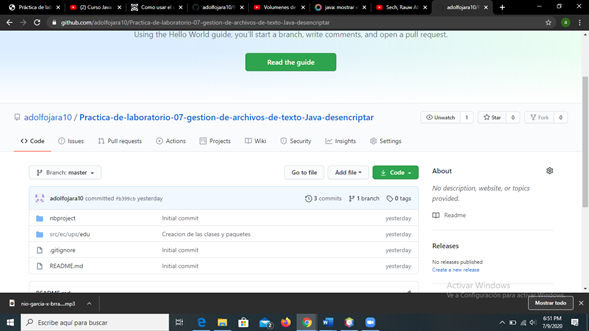 Práctica de lab
(2) Curso Java
Como usar el
adolfojara10/P
Volumenes de
java: mostrar
Sech, Rauw A
adolfojara10/P
github.com/adolfojara10/Practica-de-laboratorio-07-gestion-de-archivos-de-texto-Java-desencriptar
Using the Hello World guide, you'll start a branch, write comments, and open a pull request.
Read the guide
adolfojara10 / Practica-de-laboratorio-07-gestion-de-archivos-de-texto-Java-desencriptar
Unwatch 1 Star 0 Fork 0
Code Issues Pull requests Actions Projects Wiki Security Insights Settings
Branch: master Go to file Add file Code
adolfojara10 committed yesterday 3 commits 1 branch 0 tags
nbproject Initial commit yesterday
src/ec/ups/edu Creacion de las clases y paquetes yesterday
.gitignore Initial commit yesterday
README.md Initial commit yesterday
README.md
About
No description, website, or topics
provided.
Readme
Releases
No releases published
Create a new release
Activar Windows
Ve a Configuración para activar Windows.
nio-garcia-x-brra....mp3
Mostrar todo
Escribe aquí para buscar
6:51 PM
7/9/2020